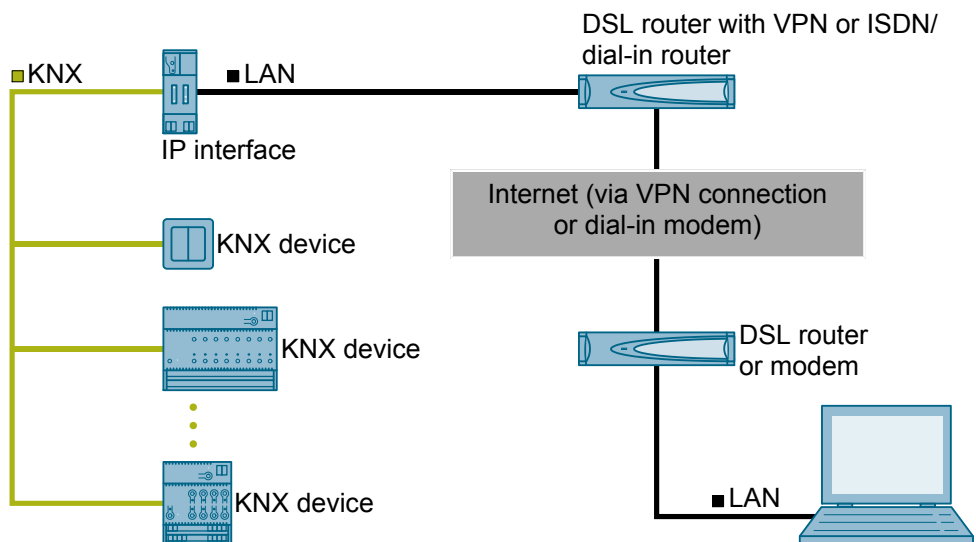 DSL router with VPN or ISDN/
dial-in router
KNX
LAN
IP interface
Internet (via VPN connection
or dial-in modem)
KNX device
KNX device
DSL router
or modem
KNX device
LAN